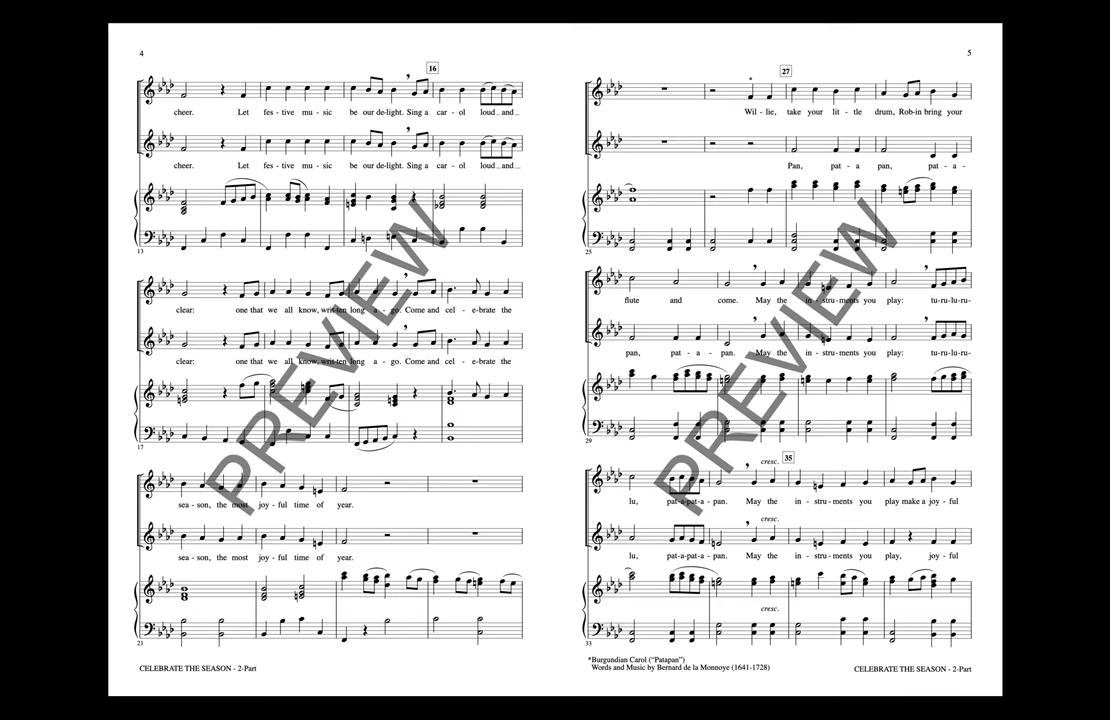 4
16
cheer. Let fes - tive mu - sic be our de-light. Sing a car - ol loud and
cheer. Let fes - tive mu - sic be our de-light. Sing a car - ol loud and
13
clear: one that we all know, writ-ten long a - go. Come and cel - e-brate the
clear: one that we all know, writ-ten long a - go. Come and cel - e-brate the
17
sea - son, the most joy - ful time of year.
sea - son, the most joy - ful time of year.
21
CELEBRATE THE SEASON - 2-Part
PREVIEW
5
27
*
Wil - lie, take your lit - tle drum, Rob-in bring your
Pan, pat - a - pan, pat - a -
25
flute and come. May the in - stru - ments you play: tu-ru-lu-ru-
pan, pat - a - pan. May the in - stru - ments you play: tu-ru-lu-ru-
29
cresc. 35
lu, pat-a-pat-a - pan. May the in - stru - ments you play make a joy - ful
cresc.
lu, pat-a-pat-a - pan. May the in - stru - ments you play, joy - ful
cresc.
33
*Burgundian Carol (“Patapan”)
Words and Music by Bernard de la Monnoye (1641-1728)
CELEBRATE THE SEASON - 2-Part
PREVIEW